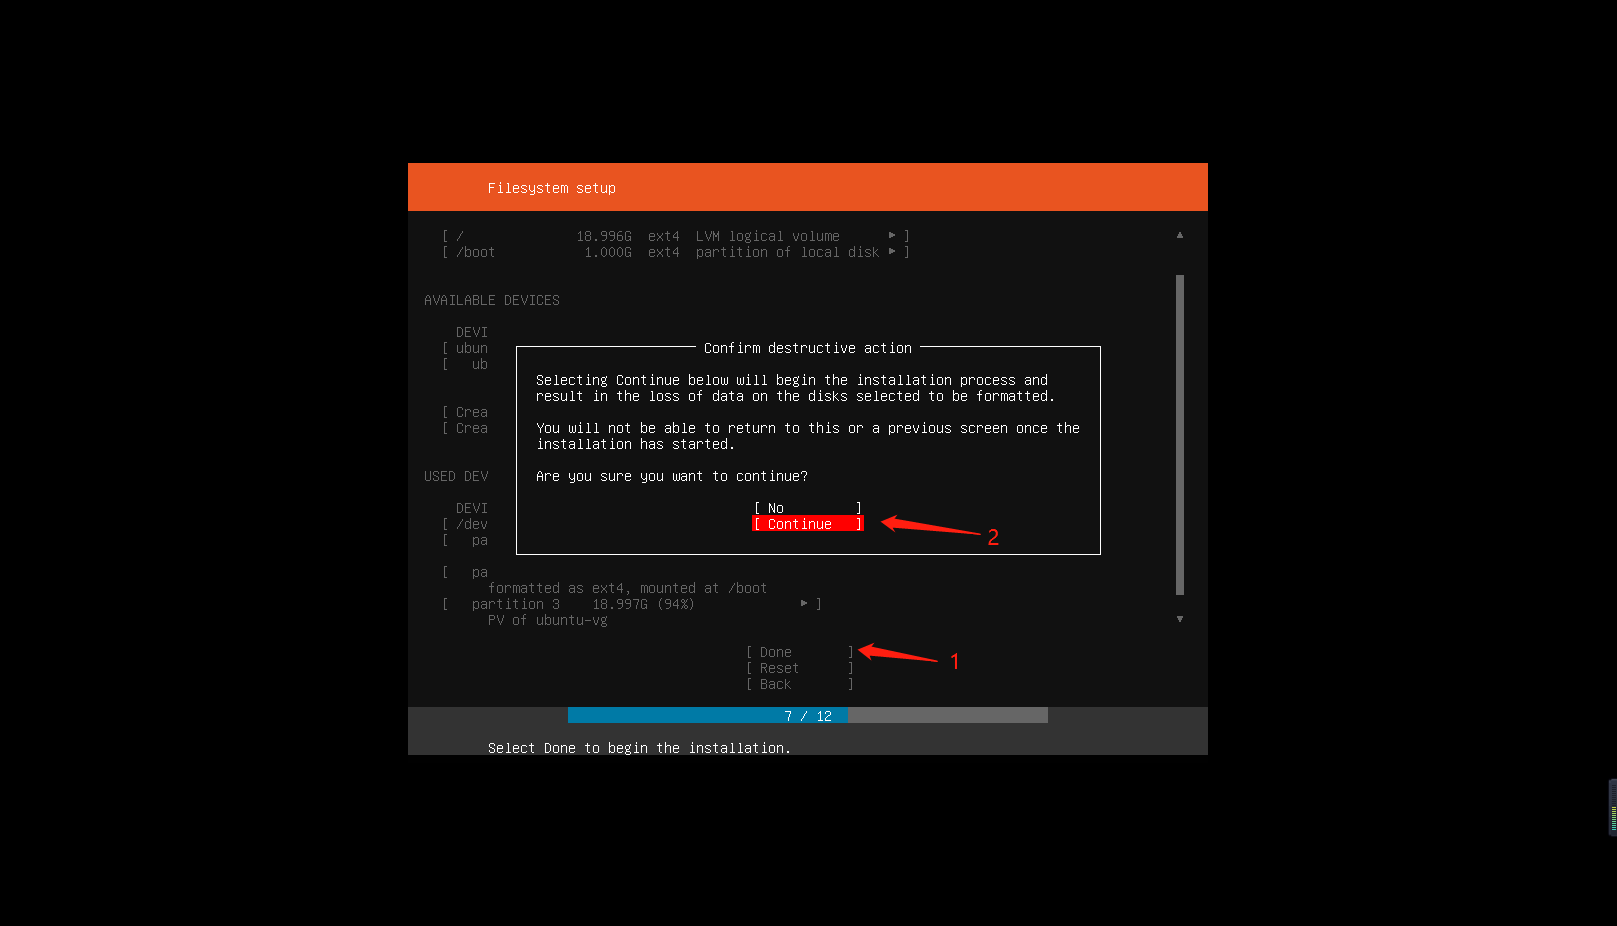 Filesystem setup
[ / 18.996G ext4 LVM logical volume ▸ ]
[ /boot 1.000G ext4 partition of local disk ▸ ]
AVAILABLE DEVICES
DEVI
[ ubun
[ ub
[ Crea
[ Crea
USED DEV
DEVI
[ /dev
[ pa
[ pa
Confirm destructive action
Selecting Continue below will begin the installation process and
result in the loss of data on the disks selected to be formatted.
You will not be able to return to this or a previous screen once the
installation has started.
Are you sure you want to continue?
[ No ]
[ Continue ]
2
formatted as ext4, mounted at /boot
[ partition 3 18.997G (94%) ▸ ]
PV of ubuntu-vg
[ Done ]
1
[ Reset ]
[ Back ]
7 / 12
Select Done to begin the installation.